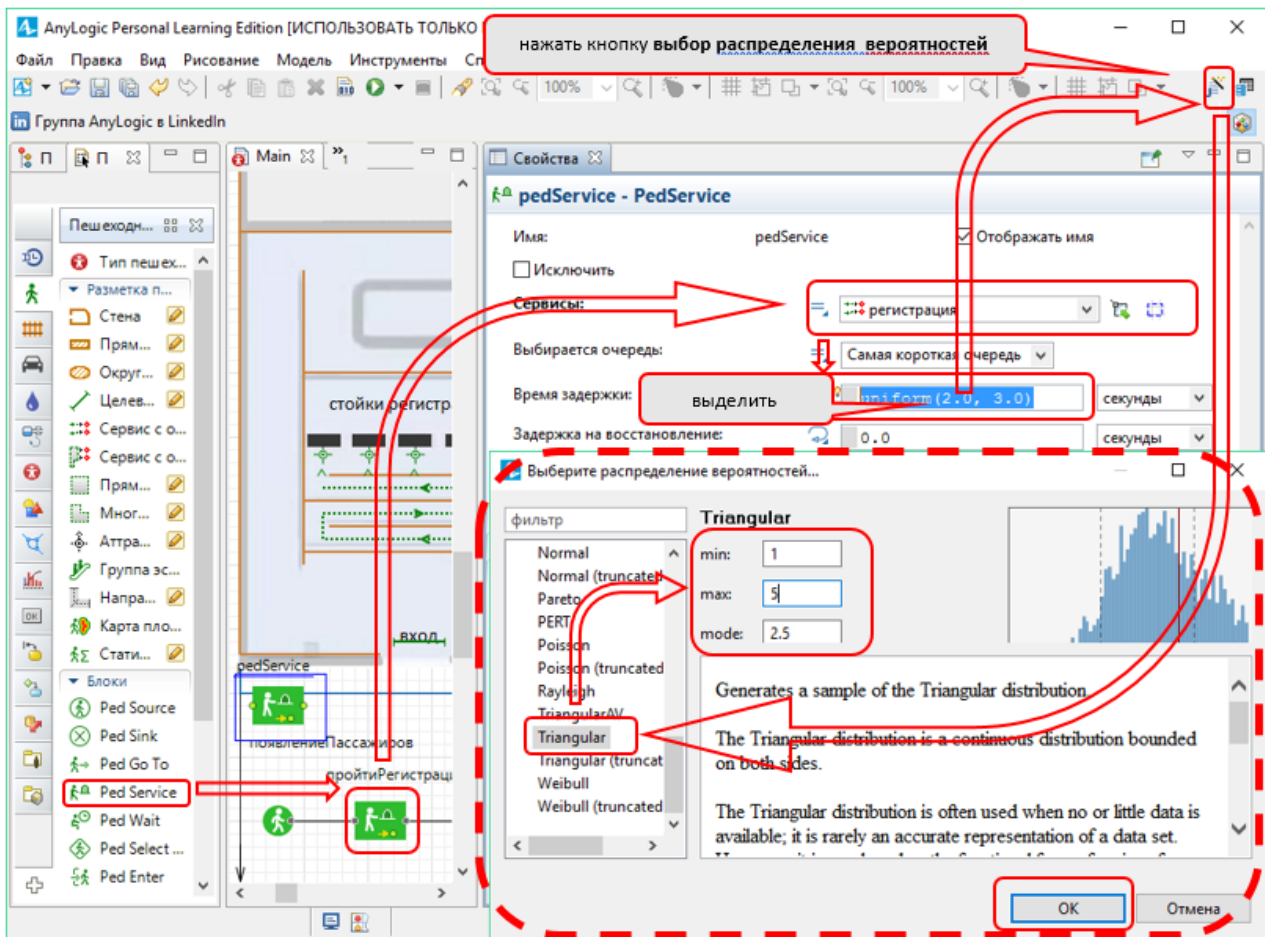 AnyLogic Personal Learning Edition [ИСПОЛЬЗОВАТЬ ТОЛЬКО
нажать кнопку выбор распределения вероятностей
Файл Правка Вид Рисование Модель Инструменты
100% 100%
in Группа AnyLogic в LinkedIn
П П Main »1 Свойства
pedService - PedService
Пешеходн...
Имя: pedService Отображать имя
Тип пешех...
Исключить
Разметка п...
Сервисы: регистрация
Стена
Прям...
Выбирается очередь: Самая короткая очередь
Округ...
Время задержки: uniform(2.0, 3.0) секунды
выделить
Целев...
стойки регистр
Сервис с о...
Задержка на восстановление: 0.0 секунды
Сервис с о...
Выберите распределение вероятностей...
Прям...
Мног...
фильтр
Triangular
Аттра...
Normal
min: 1
Группа эс...
Normal (truncated
Напра...
Pareto
max: 5
OK
PERT
Карта пло...
вход
Poisson
mode: 2.5
Стати...
Poisson (truncated
pedService
Блоки
Rayleigh
Generates a sample of the Triangular distribution.
Ped Source
TriangularAV
Ped Sink
появлениеПассажиров
Triangular
The Triangular distribution is a continuous distribution bounded
Triangular (truncat
on both sides.
Ped Go To
пройтиРегистраци
Weibull
Ped Service
Weibull (truncated
The Triangular distribution is often used when no or little data is
Ped Wait
available; it is rarely an accurate representation of a data set.
Ped Select ...
Ped Enter
OK Отмена